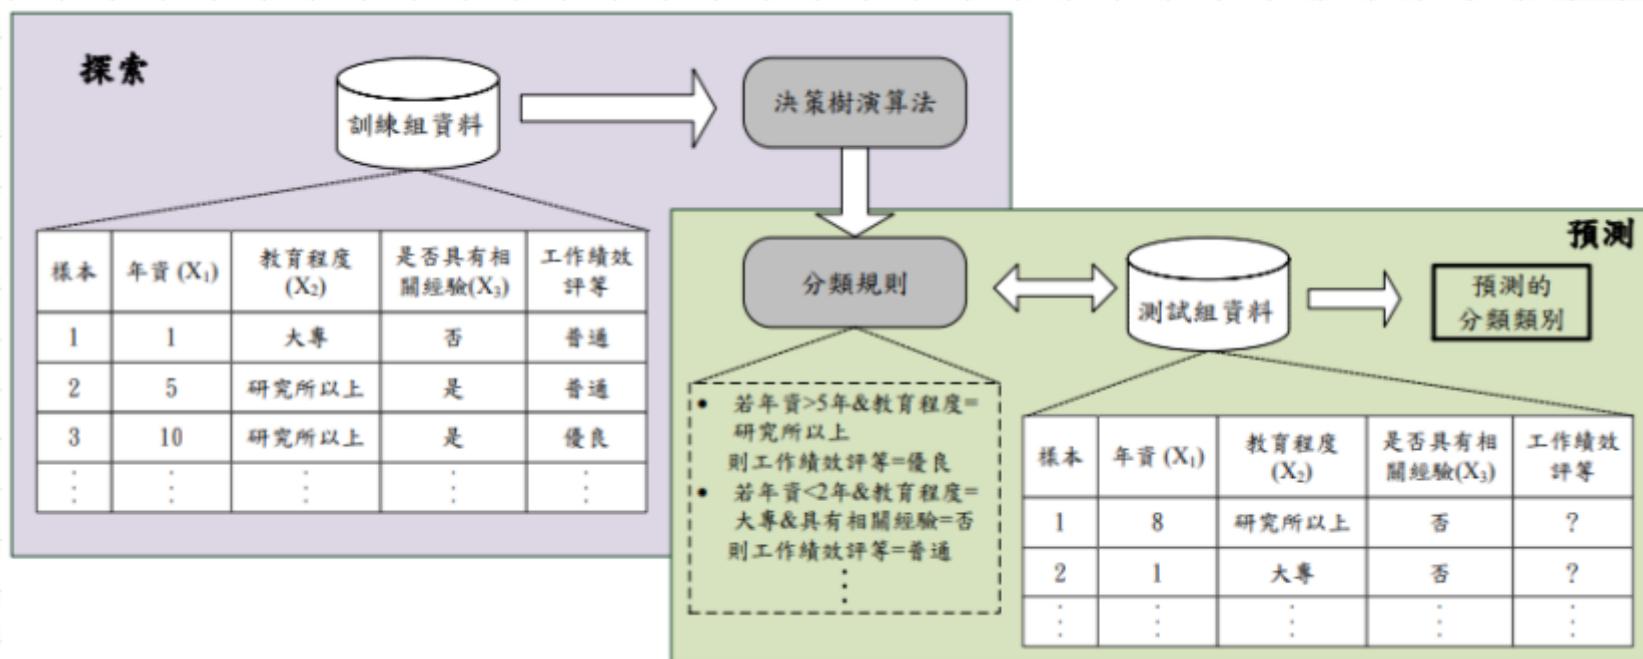 探索
訓練組資料
決策樹演算法
樣本 年資 (X₁) 教育程度 (X₂) 是否具有相關經驗(X₃) 工作績效評等
1 1 大專 否 普通
2 5 研究所以上 是 普通
3 10 研究所以上 是 優良
⋮ ⋮ ⋮ ⋮ ⋮
預測
分類規則
測試組資料
預測的
分類類別
• 若年資>5年&教育程度=
研究所以上
則工作績效評等=優良
• 若年資<2年&教育程度=
大專&具有相關經驗=否
則工作績效評等=普通
⋮
樣本 年資 (X₁) 教育程度 (X₂) 是否具有相關經驗(X₃) 工作績效評等
1 8 研究所以上 否 ?
2 1 大專 否 ?
⋮ ⋮ ⋮ ⋮ ⋮